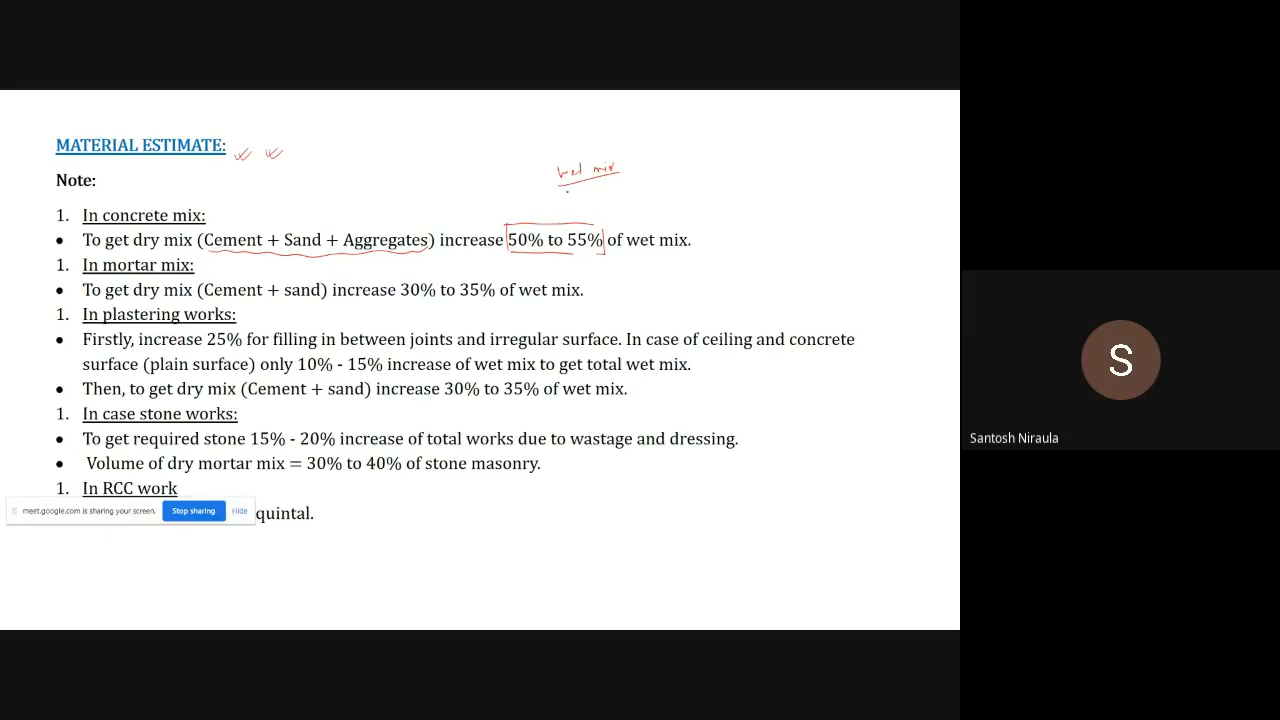 MATERIAL ESTIMATE:
wet mix
Note:
1. In concrete mix:
• To get dry mix (Cement + Sand + Aggregates) increase 50% to 55% of wet mix.
1. In mortar mix:
• To get dry mix (Cement + sand) increase 30% to 35% of wet mix.
1. In plastering works:
• Firstly, increase 25% for filling in between joints and irregular surface. In case of ceiling and concrete
surface (plain surface) only 10% - 15% increase of wet mix to get total wet mix.
• Then, to get dry mix (Cement + sand) increase 30% to 35% of wet mix.
1. In case stone works:
• To get required stone 15% - 20% increase of total works due to wastage and dressing.
• Volume of dry mortar mix = 30% to 40% of stone masonry.
1. In RCC work
quintal.
meet.google.com is sharing your screen. Stop sharing Hide
S
Santosh Niraula